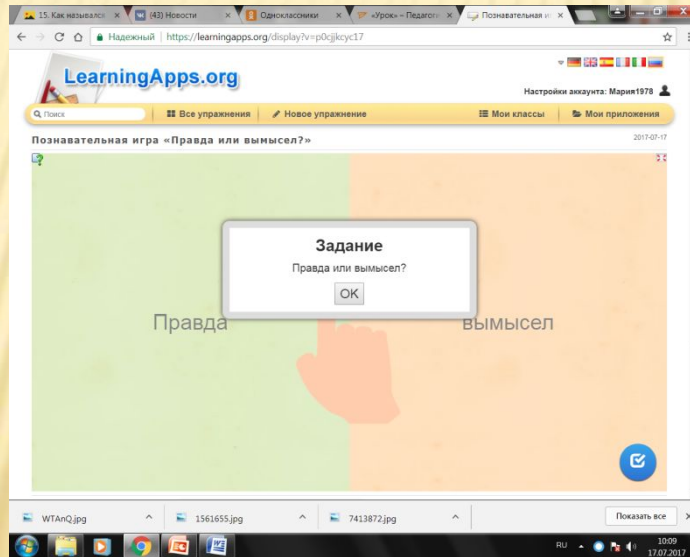 15. Как назывался
(43) Новости
Одноклассники
«Урок» – Педагоги
Познавательная иг
Надежный | https://learningapps.org/display?v=p0cjjkcyc17
LearningApps.org
Настройки аккаунта: Мария1978
Поиск
Все упражнения
Новое упражнение
Мои классы
Мои приложения
Познавательная игра «Правда или вымысел?»
2017-07-17
Задание
Правда или вымысел?
OK
Правда
вымысел
WTAnQ.jpg
1561655.jpg
7413872.jpg
Показать все
RU
10:09
17.07.2017